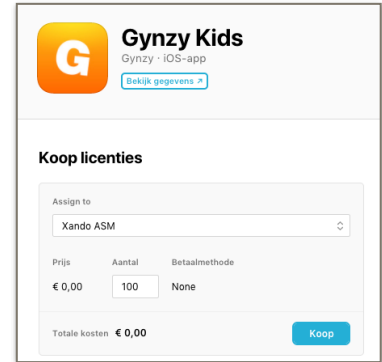 G
Gynzy Kids
Gynzy · iOS-app
Bekijk gegevens ↗
Koop licenties
Assign to
Xando ASM
Prijs Aantal Betaalmethode
€ 0,00 100 None
Totale kosten € 0,00 Koop